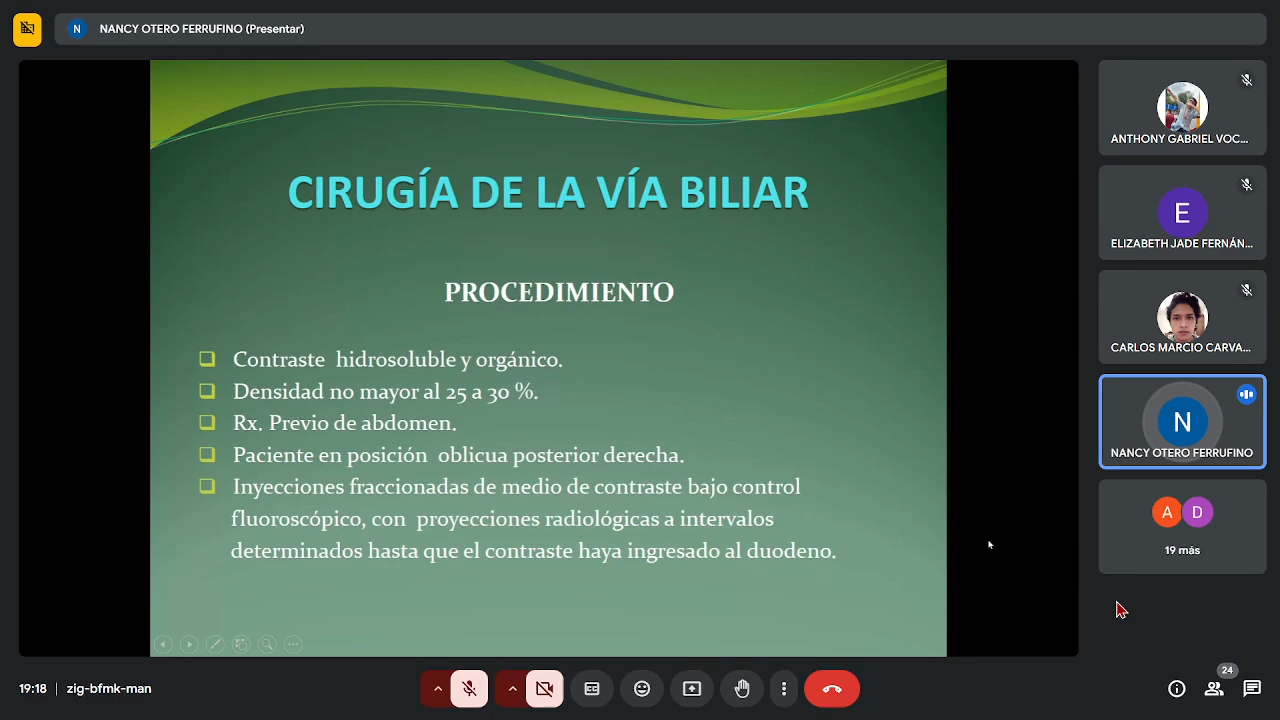 N NANCY OTERO FERRUFINO (Presentar)
CIRUGÍA DE LA VÍA BILIAR
PROCEDIMIENTO
❑ Contraste hidrosoluble y orgánico.
❑ Densidad no mayor al 25 a 30 %.
❑ Rx. Previo de abdomen.
❑ Paciente en posición oblicua posterior derecha.
❑ Inyecciones fraccionadas de medio de contraste bajo control
fluoroscópico, con proyecciones radiológicas a intervalos
determinados hasta que el contraste haya ingresado al duodeno.
ANTHONY GABRIEL VOC...
E
ELIZABETH JADE FERNÁN...
CARLOS MARCIO CARVA...
N
NANCY OTERO FERRUFINO
A D
19 más
19:18 | zig-bfmk-man
24